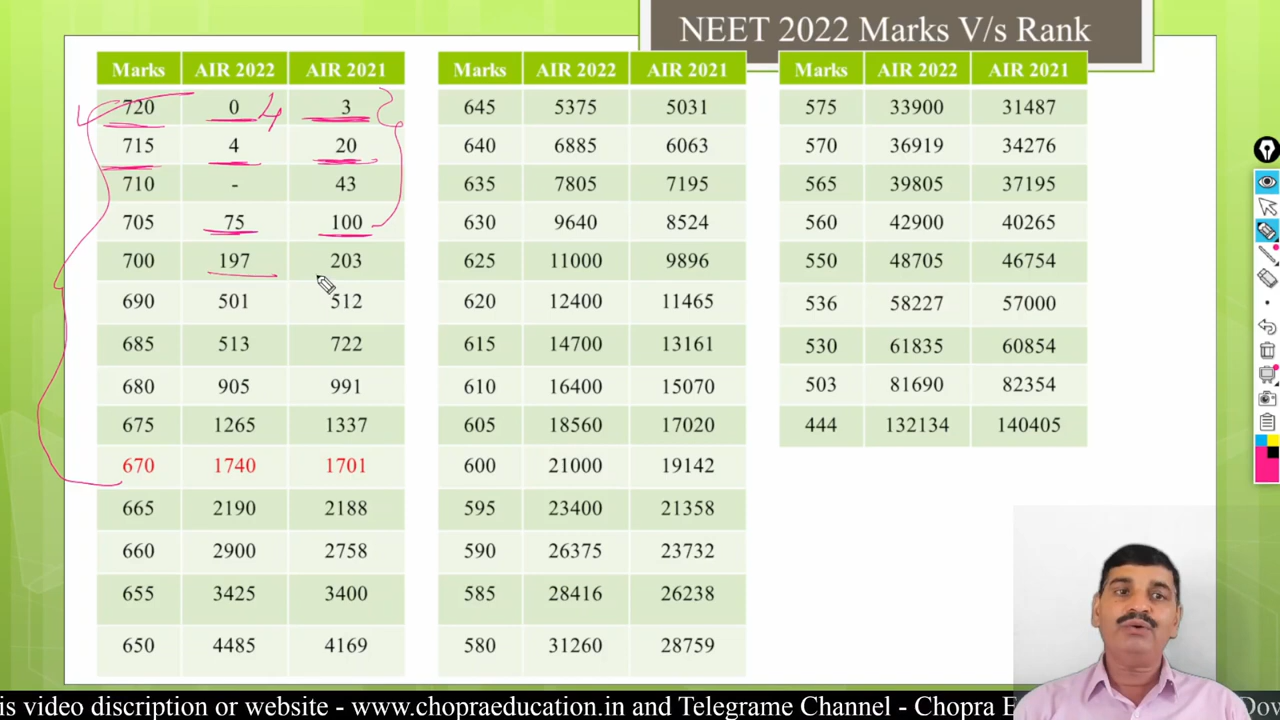 NEET 2022 Marks V/s Rank
Marks AIR 2022 AIR 2021
720 0 4 3
715 4 20
710 - 43
705 75 100
700 197 203
690 501 512
685 513 722
680 905 991
675 1265 1337
670 1740 1701
665 2190 2188
660 2900 2758
655 3425 3400
650 4485 4169
Marks AIR 2022 AIR 2021
645 5375 5031
640 6885 6063
635 7805 7195
630 9640 8524
625 11000 9896
620 12400 11465
615 14700 13161
610 16400 15070
605 18560 17020
600 21000 19142
595 23400 21358
590 26375 23732
585 28416 26238
580 31260 28759
Marks AIR 2022 AIR 2021
575 33900 31487
570 36919 34276
565 39805 37195
560 42900 40265
550 48705 46754
536 58227 57000
530 61835 60854
503 81690 82354
444 132134 140405
is video discription or website - www.chopraeducation.in and Telegrame Channel - Chopra E Dow